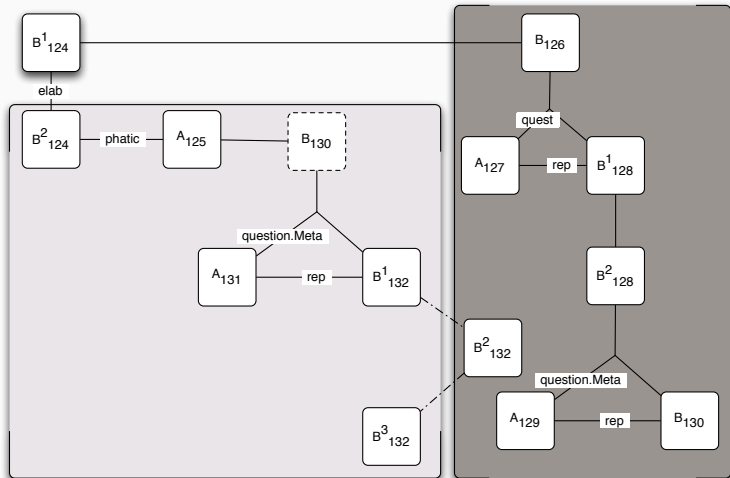 B¹124
B126
elab
B²124
phatic
A125
B130
quest
A127
rep
B¹128
question.Meta
A131
rep
B¹132
B²128
B²132
question.Meta
A129
rep
B130
B³132